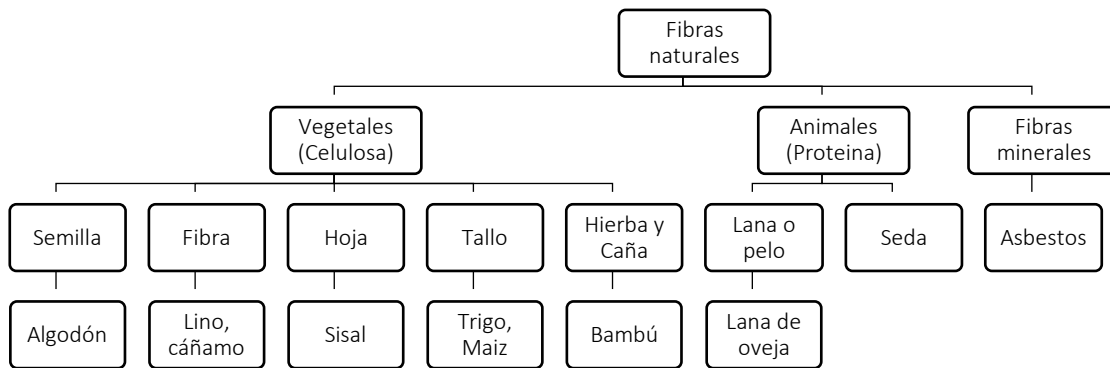 Fibras
naturales
Vegetales
(Celulosa)
Animales
(Proteina)
Fibras
minerales
Semilla
Fibra
Hoja
Tallo
Hierba y
Caña
Lana o
pelo
Seda
Asbestos
Algodón
Lino,
cáñamo
Sisal
Trigo,
Maiz
Bambú
Lana de
oveja